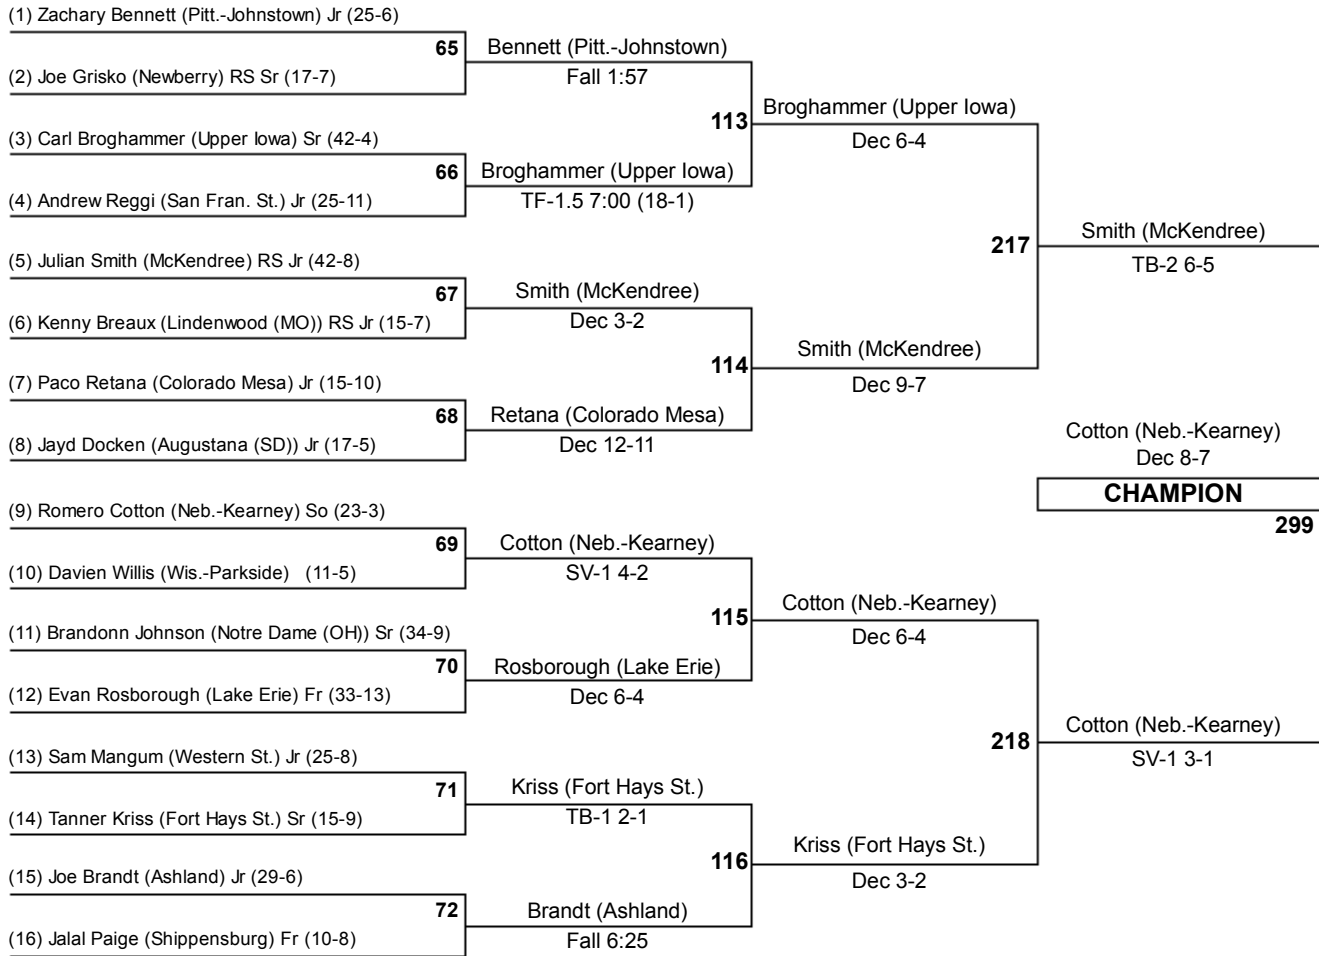 (1) Zachary Bennett (Pitt.-Johnstown) Jr (25-6)
65
(2) Joe Grisko (Newberry) RS Sr (17-7)
Bennett (Pitt.-Johnstown)
Fall 1:57
113
(3) Carl Broghammer (Upper Iowa) Sr (42-4)
66
(4) Andrew Reggi (San Fran. St.) Jr (25-11)
Broghammer (Upper Iowa)
TF-1.5 7:00 (18-1)
Broghammer (Upper Iowa)
Dec 6-4
217
(5) Julian Smith (McKendree) RS Jr (42-8)
67
(6) Kenny Breaux (Lindenwood (MO)) RS Jr (15-7)
Smith (McKendree)
Dec 3-2
114
(7) Paco Retana (Colorado Mesa) Jr (15-10)
68
(8) Jayd Docken (Augustana (SD)) Jr (17-5)
Retana (Colorado Mesa)
Dec 12-11
Smith (McKendree)
Dec 9-7
Smith (McKendree)
TB-2 6-5
Cotton (Neb.-Kearney)
Dec 8-7
CHAMPION
299
(9) Romero Cotton (Neb.-Kearney) So (23-3)
69
(10) Davien Willis (Wis.-Parkside) (11-5)
Cotton (Neb.-Kearney)
SV-1 4-2
115
(11) Brandonn Johnson (Notre Dame (OH)) Sr (34-9)
70
(12) Evan Rosborough (Lake Erie) Fr (33-13)
Rosborough (Lake Erie)
Dec 6-4
Cotton (Neb.-Kearney)
Dec 6-4
218
(13) Sam Mangum (Western St.) Jr (25-8)
71
(14) Tanner Kriss (Fort Hays St.) Sr (15-9)
Kriss (Fort Hays St.)
TB-1 2-1
116
(15) Joe Brandt (Ashland) Jr (29-6)
72
(16) Jalal Paige (Shippensburg) Fr (10-8)
Brandt (Ashland)
Fall 6:25
Kriss (Fort Hays St.)
Dec 3-2
Cotton (Neb.-Kearney)
SV-1 3-1